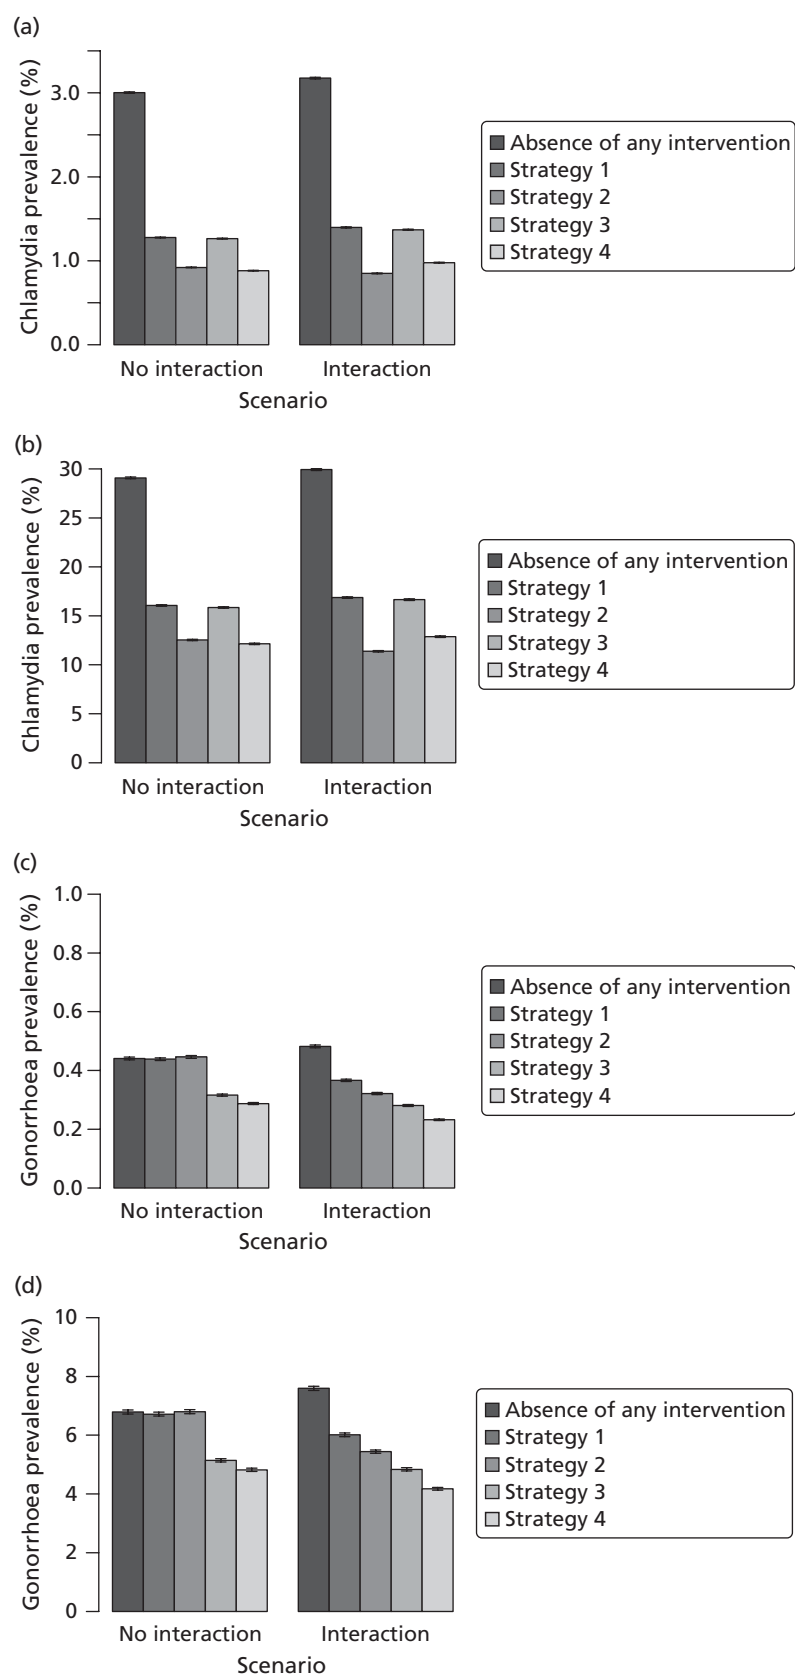 (a)
Chlamydia prevalence (%)
3.0
2.0
1.0
0.0
No interaction
Interaction
Scenario
Absence of any intervention
Strategy 1
Strategy 2
Strategy 3
Strategy 4
(b)
Chlamydia prevalence (%)
30
25
20
15
10
5
0
No interaction
Interaction
Scenario
Absence of any intervention
Strategy 1
Strategy 2
Strategy 3
Strategy 4
(c)
Gonorrhoea prevalence (%)
1.0
0.8
0.6
0.4
0.2
0.0
No interaction
Interaction
Scenario
Absence of any intervention
Strategy 1
Strategy 2
Strategy 3
Strategy 4
(d)
Gonorrhoea prevalence (%)
10
8
6
4
2
0
No interaction
Interaction
Scenario
Absence of any intervention
Strategy 1
Strategy 2
Strategy 3
Strategy 4